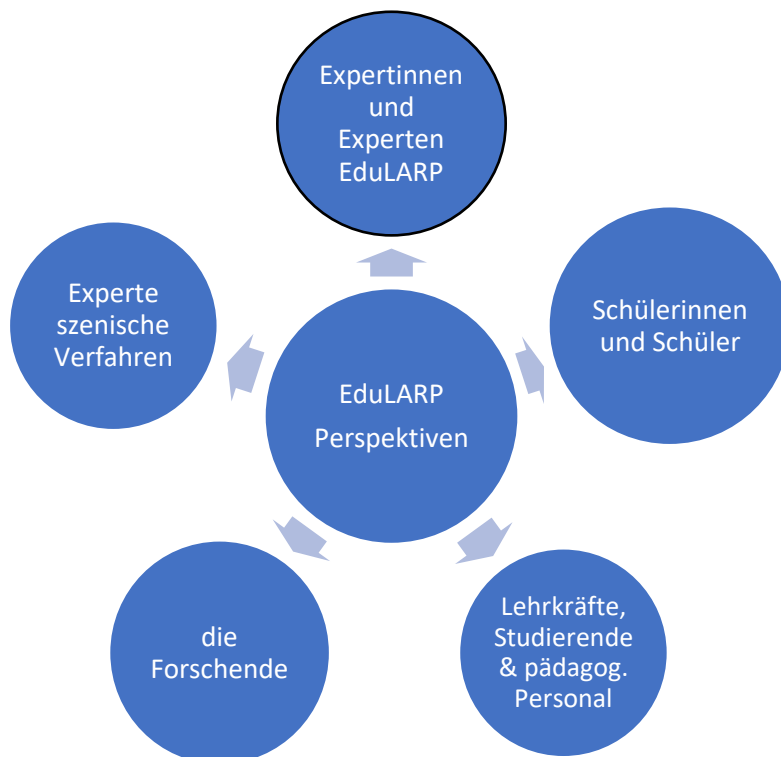 Expertinnen
und
Experten
EduLARP
Experte
szenische
Verfahren
Schülerinnen
und Schüler
EduLARP
Perspektiven
die
Forschende
Lehrkräfte,
Studierende
& pädagog.
Personal